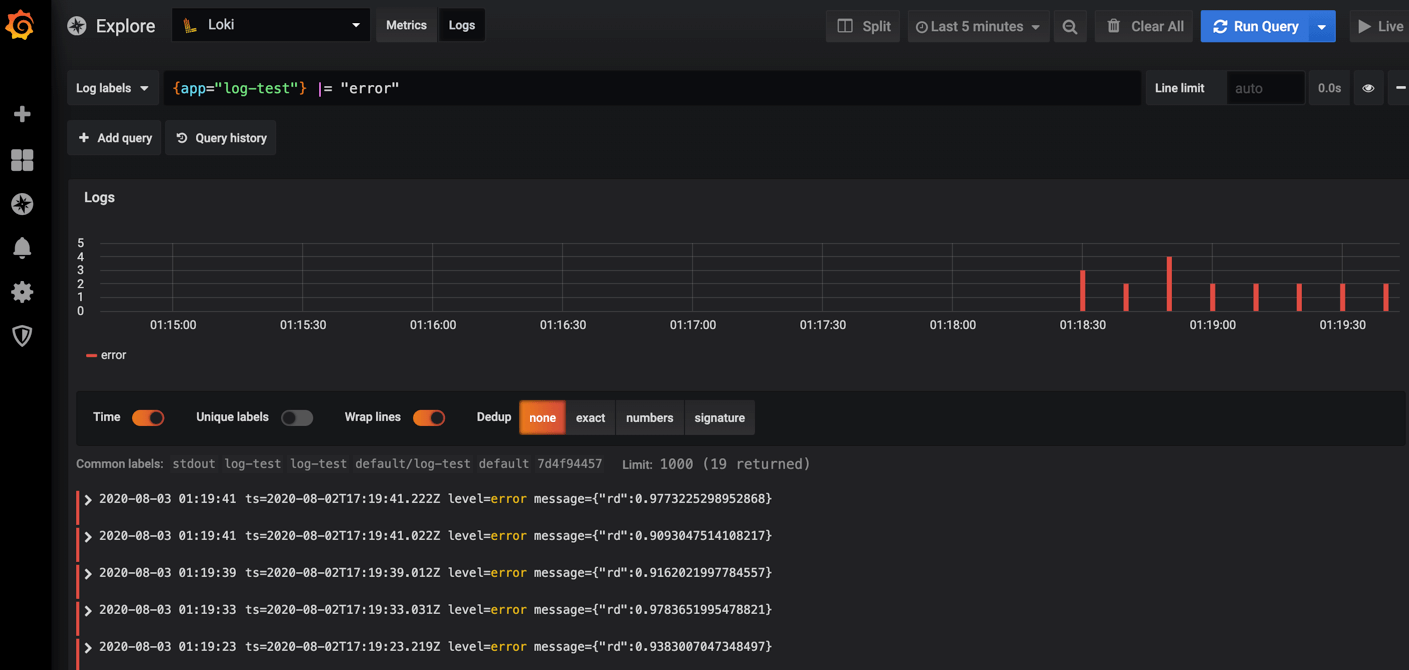 Explore Loki Metrics Logs Split Last 5 minutes Clear All Run Query Live
Log labels {app="log-test"} |= "error" Line limit auto 0.0s
+ Add query Query history
Logs
5
4
3
2
1
0
01:15:00 01:15:30 01:16:00 01:16:30 01:17:00 01:17:30 01:18:00 01:18:30 01:19:00 01:19:30
error
Time Unique labels Wrap lines Dedup none exact numbers signature
Common labels: stdout log-test log-test default/log-test default 7d4f94457 Limit: 1000 (19 returned)
2020-08-03 01:19:41 ts=2020-08-02T17:19:41.222Z level=error message={"rd":0.9773225298952868}
2020-08-03 01:19:41 ts=2020-08-02T17:19:41.022Z level=error message={"rd":0.9093047514108217}
2020-08-03 01:19:39 ts=2020-08-02T17:19:39.012Z level=error message={"rd":0.9162021997784557}
2020-08-03 01:19:33 ts=2020-08-02T17:19:33.031Z level=error message={"rd":0.9783651995478821}
2020-08-03 01:19:23 ts=2020-08-02T17:19:23.219Z level=error message={"rd":0.9383007047348497}